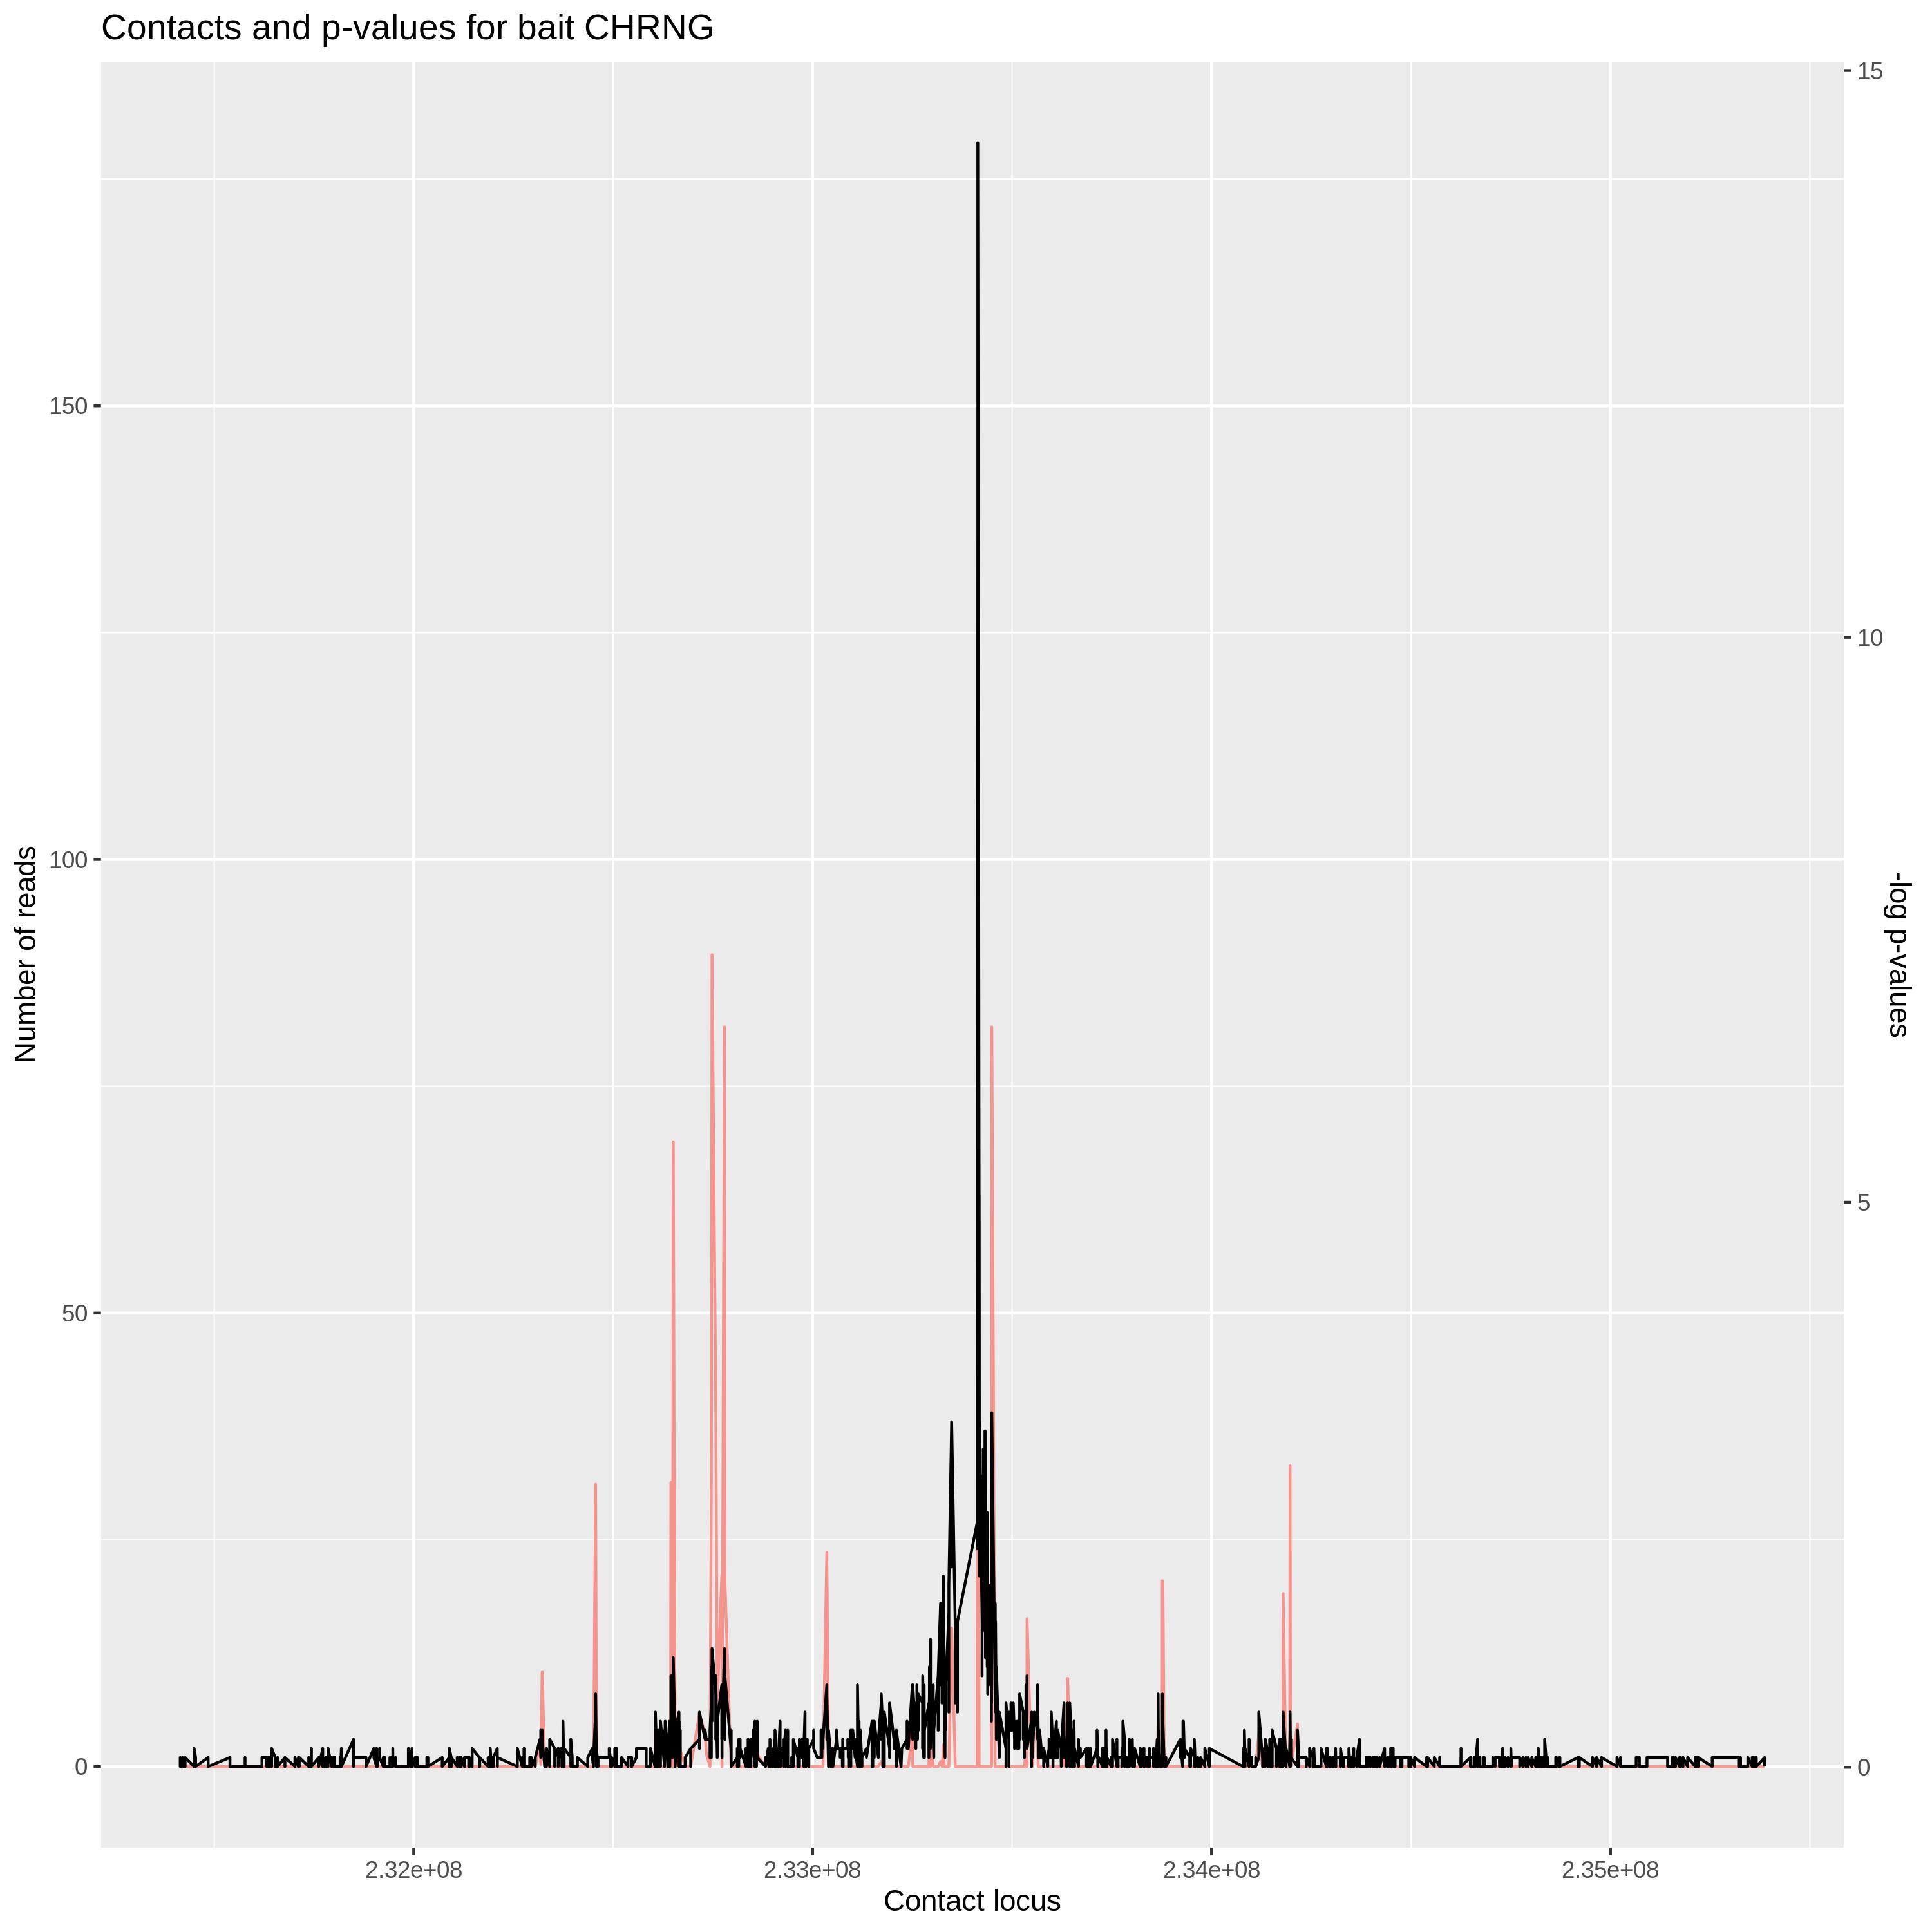 Contacts and p-values for bait CHRNG
15
150
10
100
Number of reads
-log p-values
5
50
0
0
2.32e+08
2.33e+08
2.34e+08
2.35e+08
Contact locus